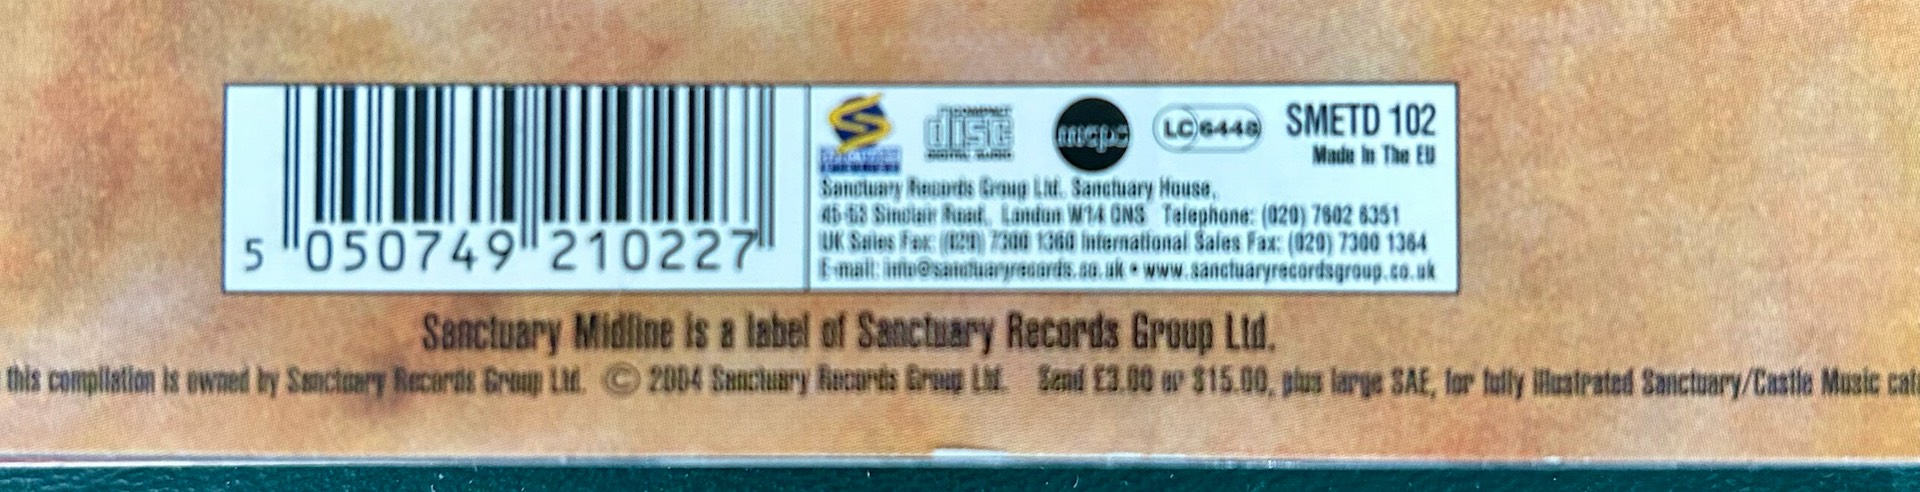 5 050749 210227
COMPACT
disc
DIGITAL AUDIO
mcps
LC 6448
SMETD 102
Made In The EU
Sanctuary Records Group Ltd. Sanctuary House,
45-53 Sinclair Road, London W14 0NS Telephone: (020) 7602 6351
UK Sales Fax: (020) 7300 1360 International Sales Fax: (020) 7300 1364
E-mail: info@sanctuaryrecords.co.uk • www.sanctuaryrecordsgroup.co.uk
Sanctuary Midline is a label of Sanctuary Records Group Ltd.
this compilation is owned by Sanctuary Records Group Ltd. © 2004 Sanctuary Records Group Ltd. Send £3.00 or $15.00, plus large SAE, for fully illustrated Sanctuary/Castle Music cat